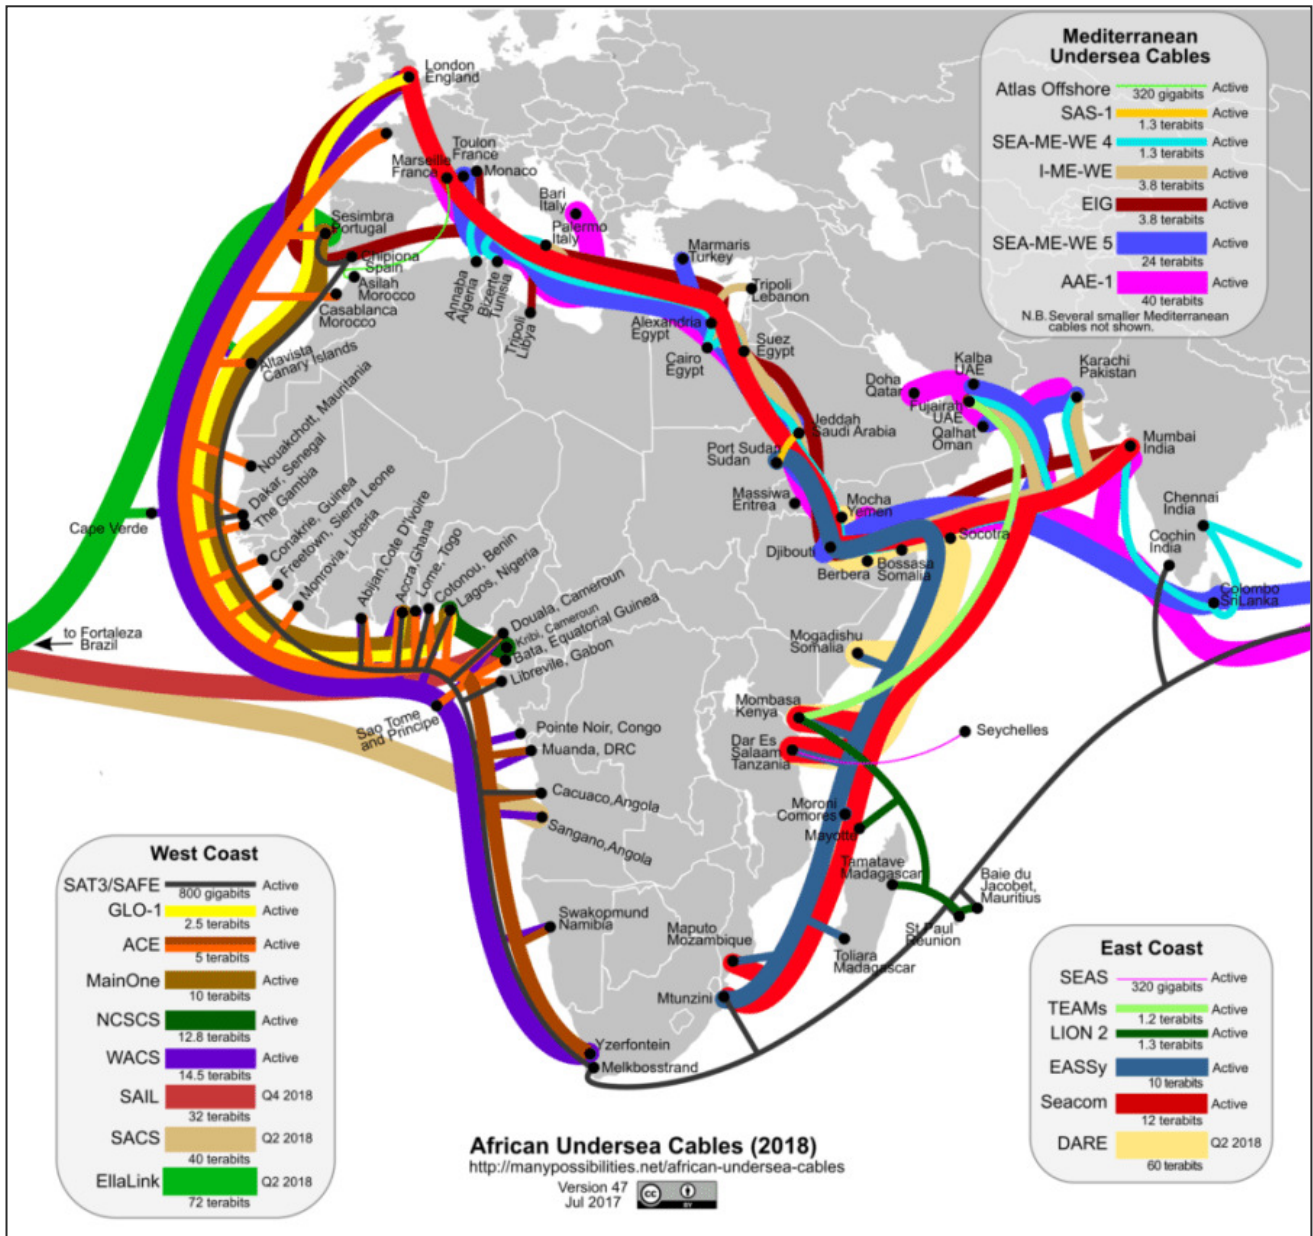 London
England
Toulon
France
Marseille
France
Monaco
Bari
Italy
Palermo
Italy
Sesimbra
Portugal
Chipiona
Spain
Asilah
Morocco
Casablanca
Morocco
Annaba
Algeria
Bizerte
Tunisia
Tripoli
Libya
Marmaris
Turkey
Tripoli
Lebanon
Alexandria
Egypt
Cairo
Egypt
Suez
Egypt
Altavista
Canary Islands
Nouakchott, Mauritania
Dakar, Senegal
The Gambia
Conakrie, Guinea
Freetown, Sierra Leone
Monrovia, Liberia
Abijan, Cote D'Ivoire
Accra, Ghana
Lome, Togo
Cotonou, Benin
Lagos, Nigeria
Douala, Cameroun
Kribi, Cameroun
Bata, Equatorial Guinea
Libreville, Gabon
Cape Verde
to Fortaleza
Brazil
Sao Tome
and Principe
Pointe Noir, Congo
Muanda, DRC
Cacuaco,Angola
Sangano,Angola
Swakopmund
Namibia
Yzerfontein
Melkbosstrand
Doha
Qatar
Kalba
UAE
Fujairah
UAE
Qalhat
Oman
Karachi
Pakistan
Jeddah
Saudi Arabia
Port Sudan
Sudan
Massiwa
Eritrea
Mocha
Yemen
Djibouti
Berbera
Bossasa
Somalia
Socotra
Mumbai
India
Chennai
India
Cochin
India
Colombo
SriLanka
Mogadishu
Somalia
Mombasa
Kenya
Dar Es
Salaam
Tanzania
Seychelles
Moroni
Comores
Mayotte
Tamatave
Madagascar
Baie du
Jacobet,
Mauritius
St Paul
Reunion
Maputo
Mozambique
Toliara
Madagascar
Mtunzini
Mediterranean
Undersea Cables
Atlas Offshore 320 gigabits Active
SAS-1 1.3 terabits Active
SEA-ME-WE 4 1.3 terabits Active
I-ME-WE 3.8 terabits Active
EIG 3.8 terabits Active
SEA-ME-WE 5 24 terabits Active
AAE-1 40 terabits Active
N.B. Several smaller Mediterranean
cables not shown.
West Coast
SAT3/SAFE 800 gigabits Active
GLO-1 2.5 terabits Active
ACE 5 terabits Active
MainOne 10 terabits Active
NCSCS 12.8 terabits Active
WACS 14.5 terabits Active
SAIL 32 terabits Q4 2018
SACS 40 terabits Q2 2018
EllaLink 72 terabits Q2 2018
East Coast
SEAS 320 gigabits Active
TEAMs 1.2 terabits Active
LION 2 1.3 terabits Active
EASSy 10 terabits Active
Seacom 12 terabits Active
DARE 60 terabits Q2 2018
African Undersea Cables (2018)
http://manypossibilities.net/african-undersea-cables
Version 47
Jul 2017
cc
BY